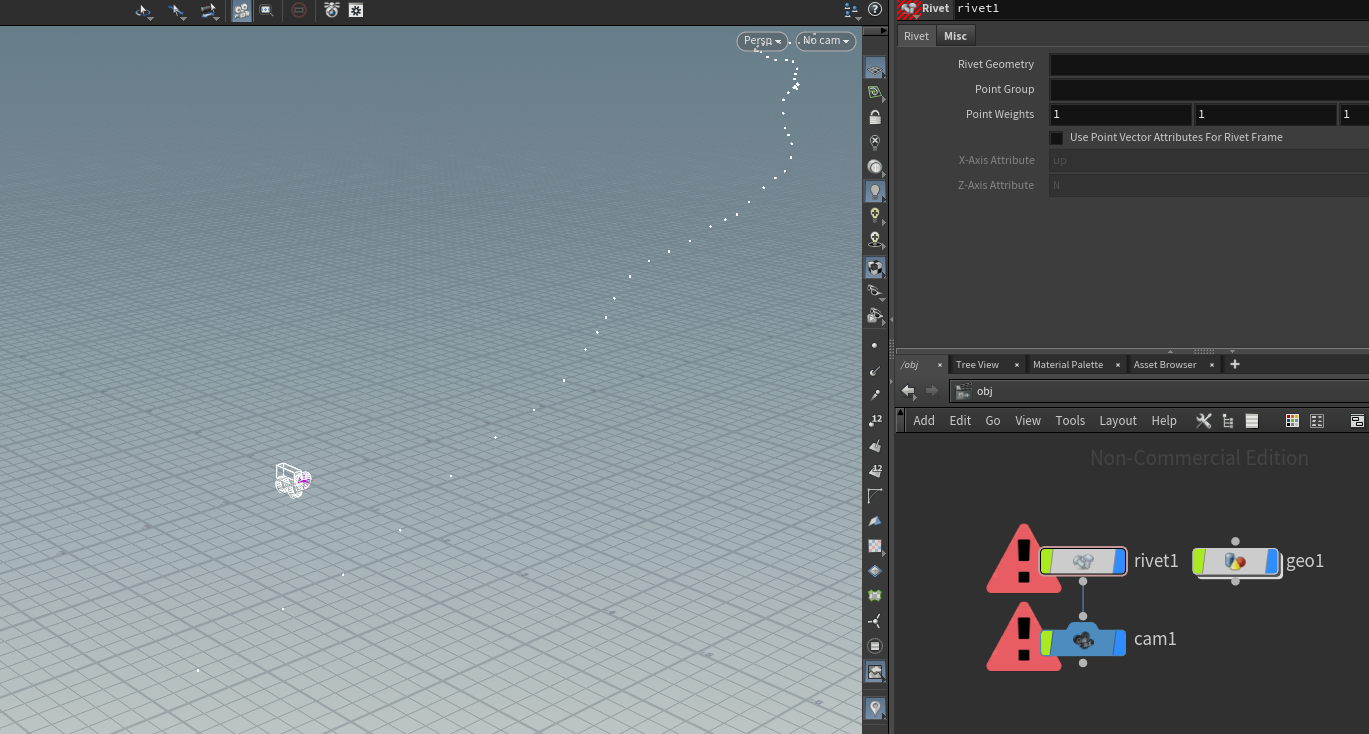 Rivet rivet1
Persp No cam
Rivet Misc
Rivet Geometry
Point Group
Point Weights 1 1 1
Use Point Vector Attributes For Rivet Frame
X-Axis Attribute up
Z-Axis Attribute N
/obj × Tree View × Material Palette × Asset Browser × +
obj
Add Edit Go View Tools Layout Help
12
Non-Commercial Edition
12
rivet1 geo1
cam1